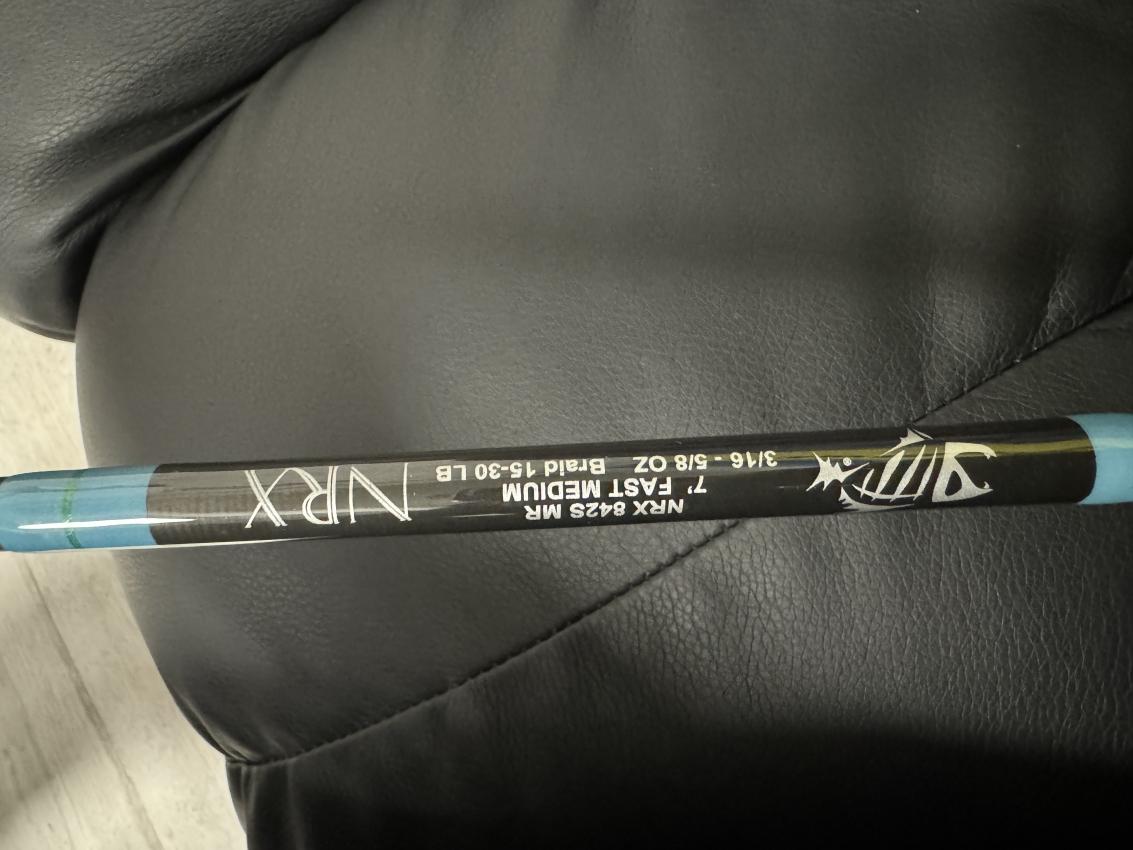 NRX 842S MR
7' FAST MEDIUM
3/16 - 5/8 OZ Braid 15-30 LB
NRX